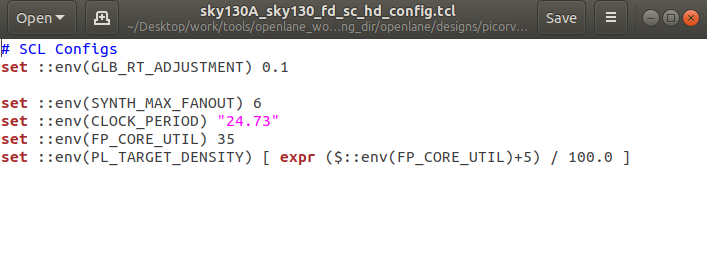 Open
sky130A_sky130_fd_sc_hd_config.tcl
~/Desktop/work/tools/openlane_wo...ng_dir/openlane/designs/picorv...
Save
# SCL Configs
set ::env(GLB_RT_ADJUSTMENT) 0.1
set ::env(SYNTH_MAX_FANOUT) 6
set ::env(CLOCK_PERIOD) "24.73"
set ::env(FP_CORE_UTIL) 35
set ::env(PL_TARGET_DENSITY) [ expr ($::env(FP_CORE_UTIL)+5) / 100.0 ]